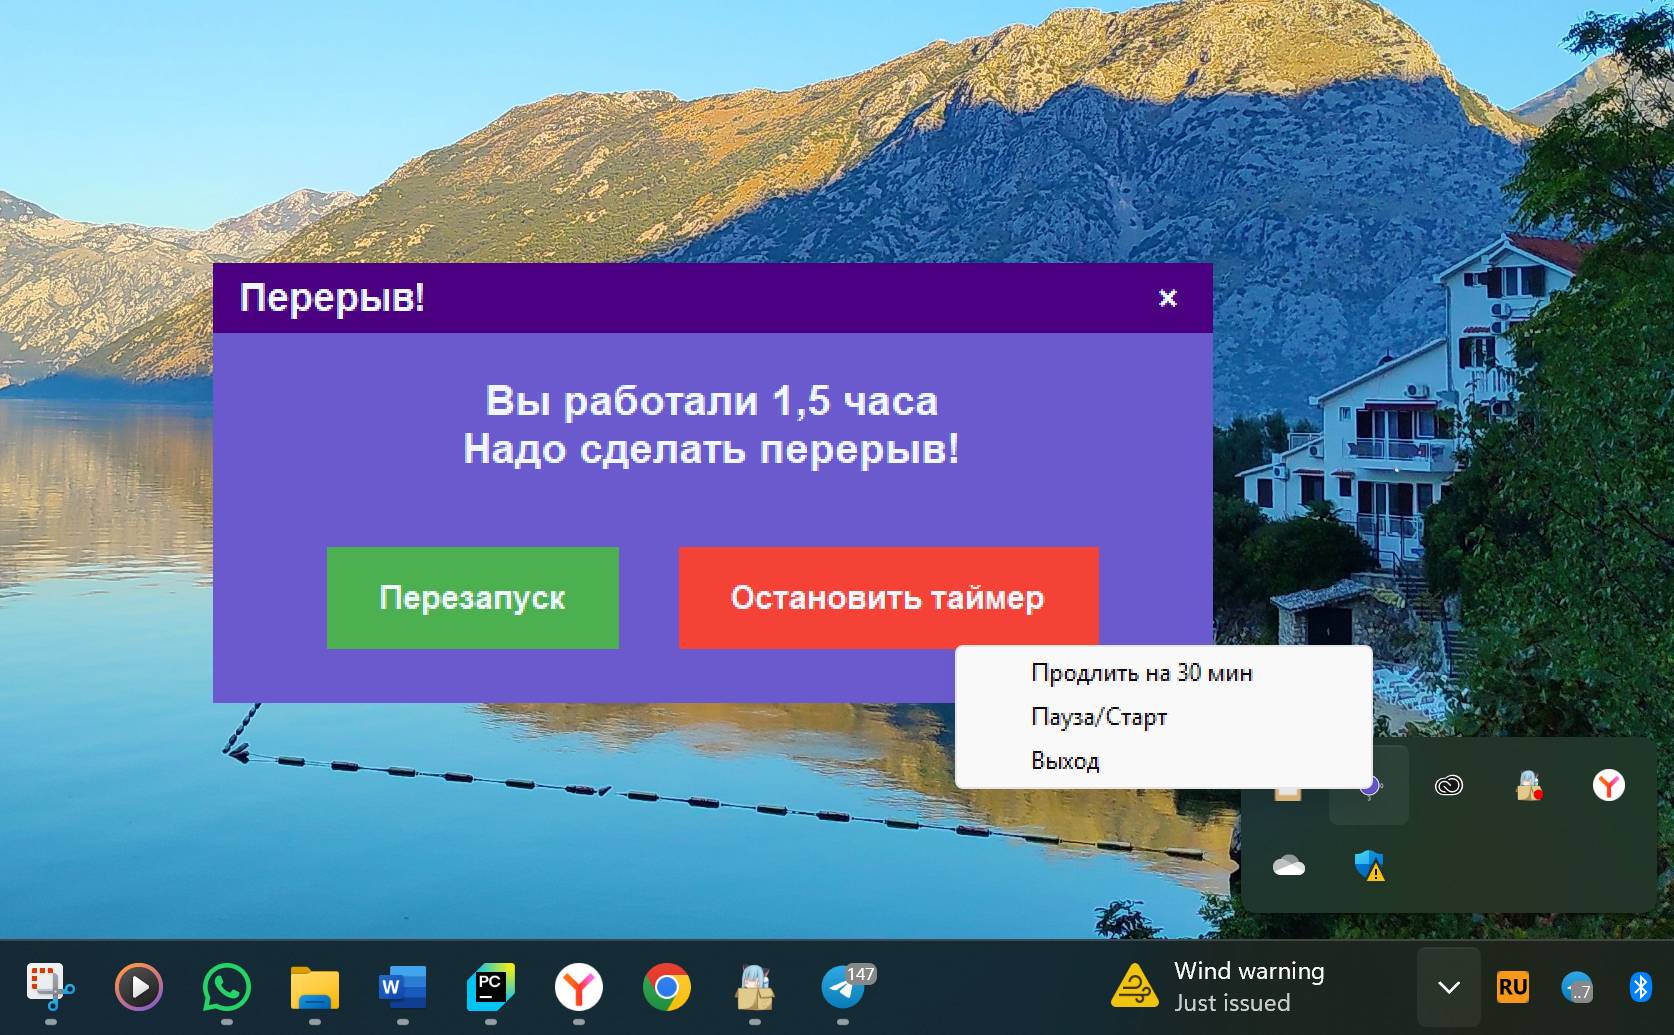 Перерыв!
×
Вы работали 1,5 часа
Надо сделать перерыв!
Перезапуск
Остановить таймер
Продлить на 30 мин
Пауза/Старт
Выход
W
PC
147
Wind warning
Just issued
RU
..7